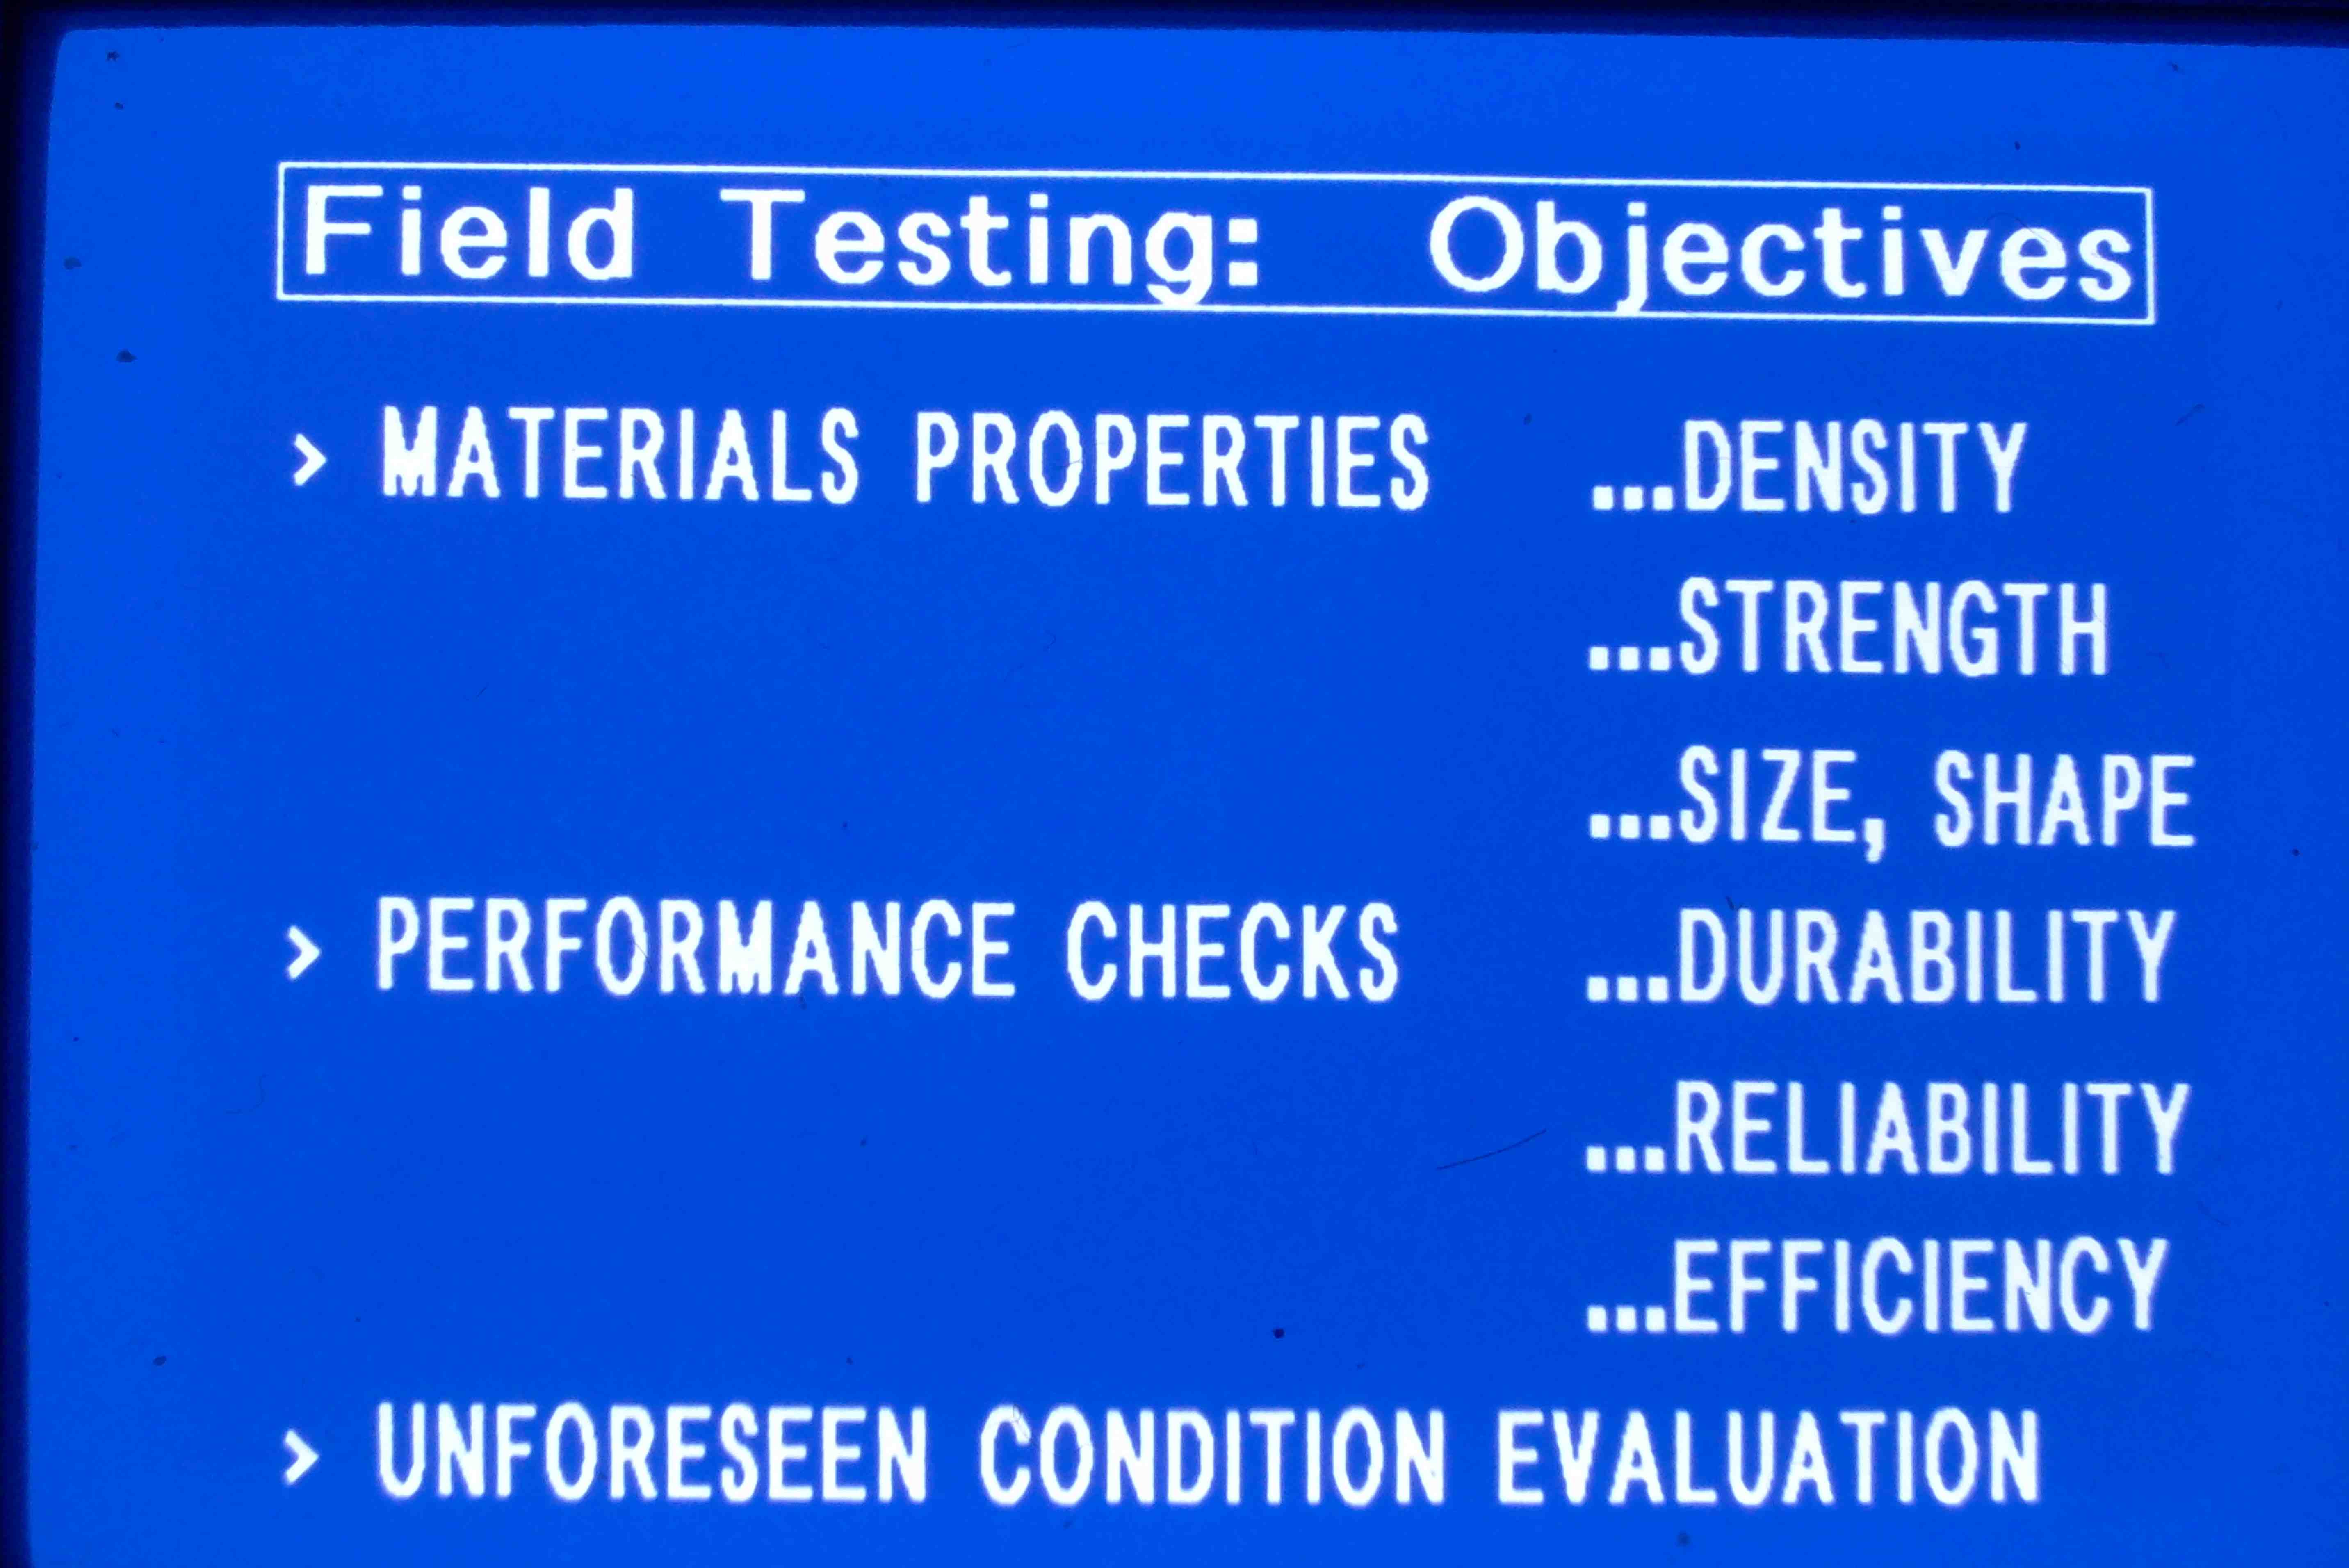 Field Testing: Objectives
> MATERIALS PROPERTIES ...DENSITY
...STRENGTH
...SIZE, SHAPE
> PERFORMANCE CHECKS ...DURABILITY
...RELIABILITY
...EFFICIENCY
> UNFORESEEN CONDITION EVALUATION